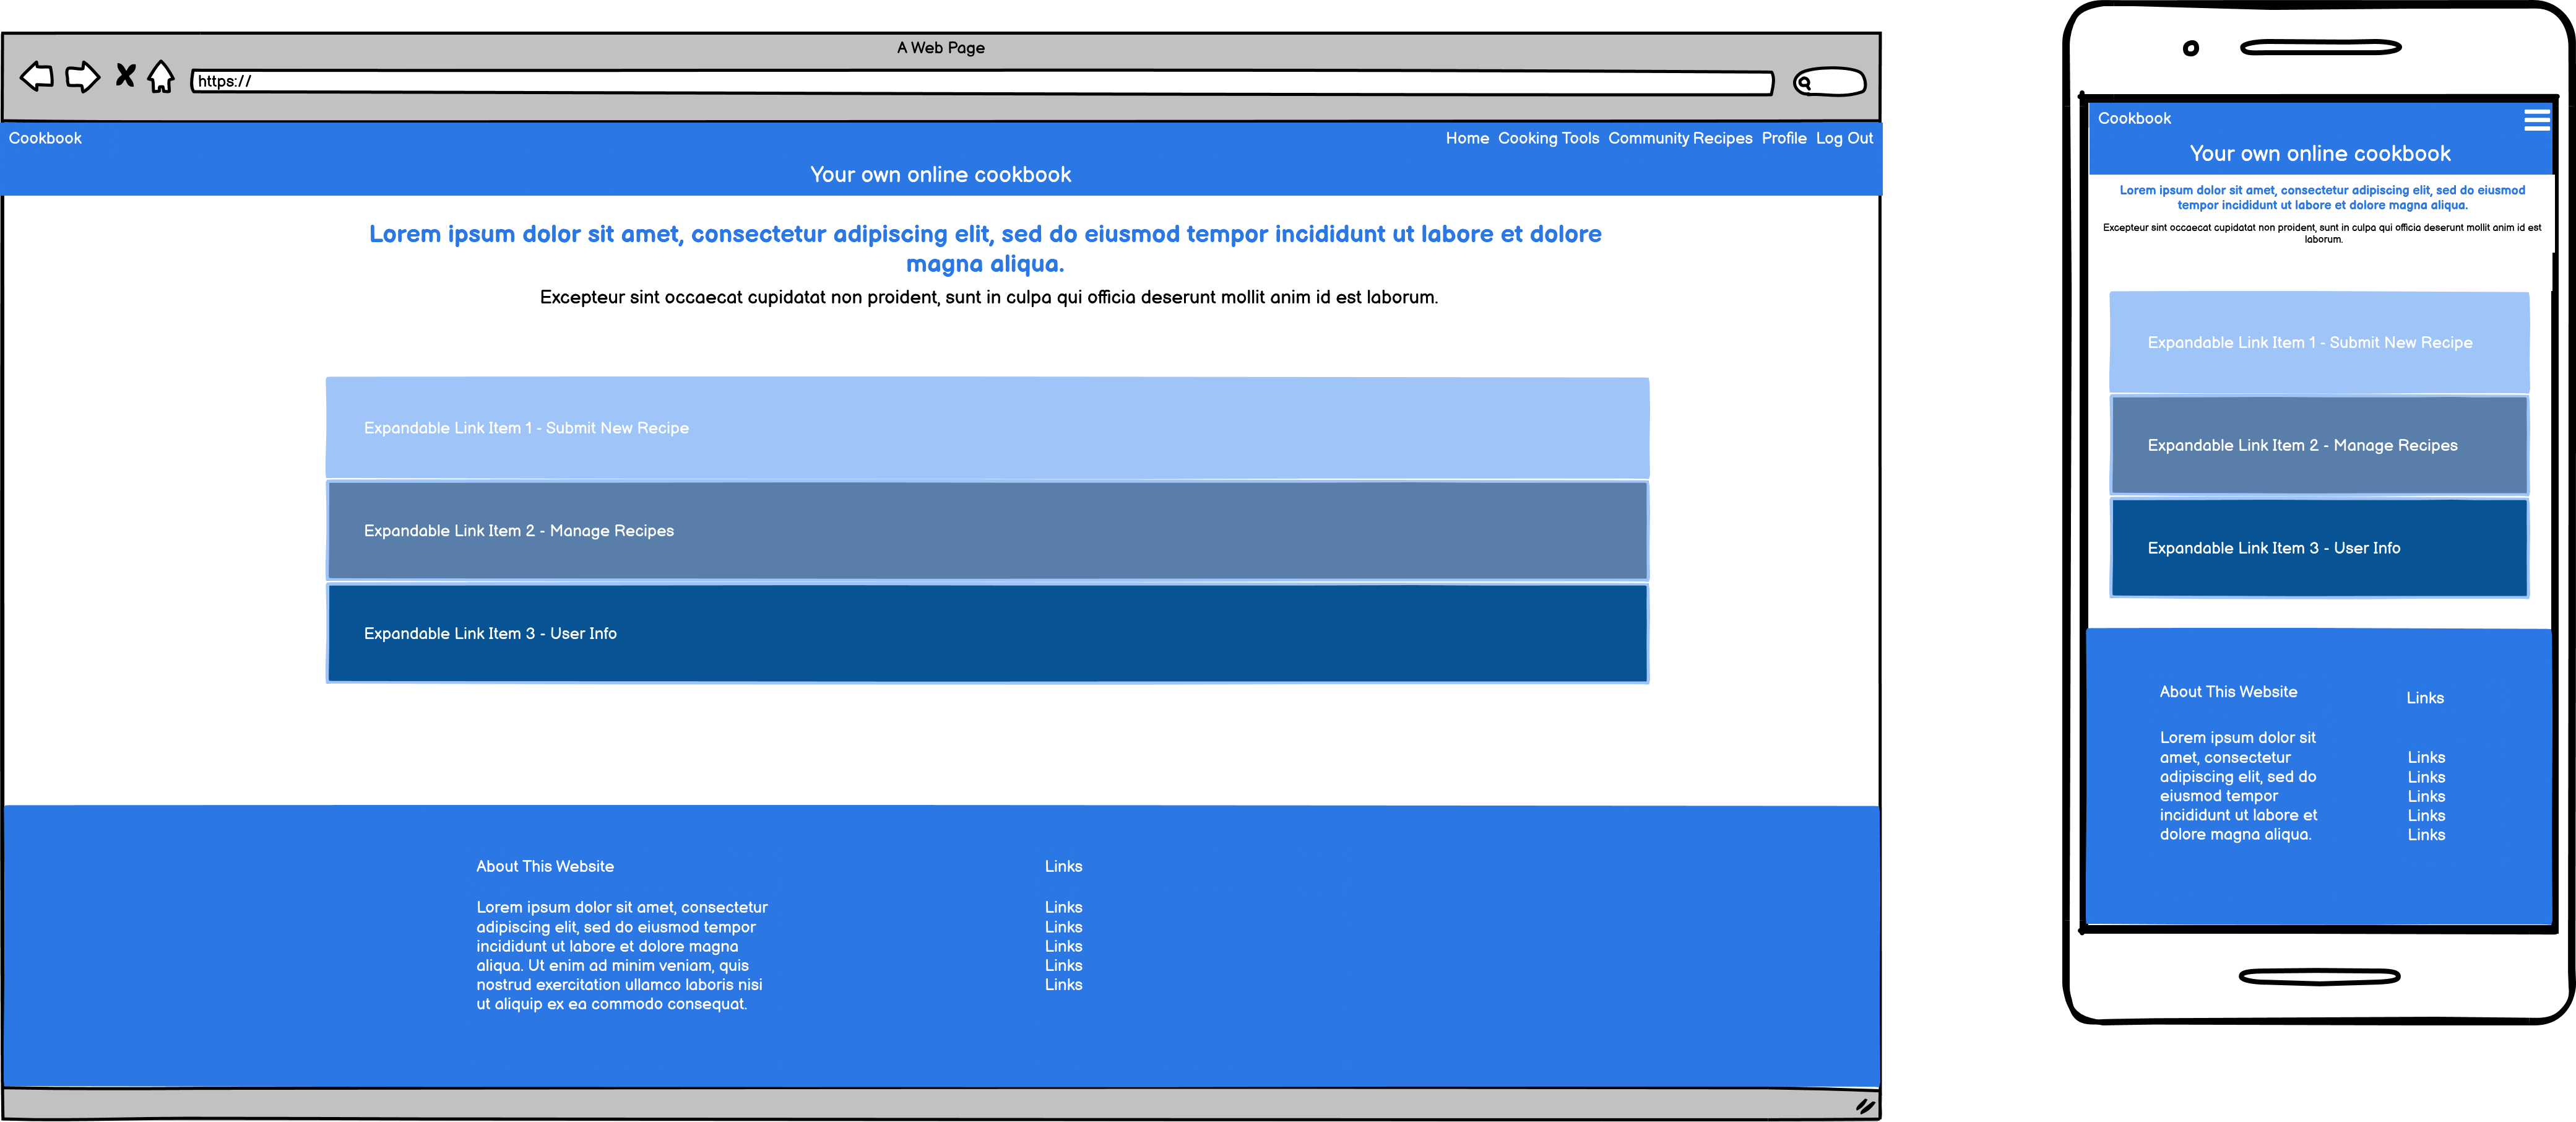 A Web Page
https://
Cookbook
Home Cooking Tools Community Recipes Profile Log Out
Your own online cookbook
Lorem ipsum dolor sit amet, consectetur adipiscing elit, sed do eiusmod tempor incididunt ut labore et dolore
magna aliqua.
Excepteur sint occaecat cupidatat non proident, sunt in culpa qui officia deserunt mollit anim id est laborum.
Expandable Link Item 1 - Submit New Recipe
Expandable Link Item 2 - Manage Recipes
Expandable Link Item 3 - User Info
About This Website
Lorem ipsum dolor sit amet, consectetur
adipiscing elit, sed do eiusmod tempor
incididunt ut labore et dolore magna
aliqua. Ut enim ad minim veniam, quis
nostrud exercitation ullamco laboris nisi
ut aliquip ex ea commodo consequat.
Links
Links
Links
Links
Links
Links
Cookbook
Your own online cookbook
Lorem ipsum dolor sit amet, consectetur adipiscing elit, sed do eiusmod
tempor incididunt ut labore et dolore magna aliqua.
Excepteur sint occaecat cupidatat non proident, sunt in culpa qui officia deserunt mollit anim id est
laborum.
Expandable Link Item 1 - Submit New Recipe
Expandable Link Item 2 - Manage Recipes
Expandable Link Item 3 - User Info
About This Website
Lorem ipsum dolor sit
amet, consectetur
adipiscing elit, sed do
eiusmod tempor
incididunt ut labore et
dolore magna aliqua.
Links
Links
Links
Links
Links
Links